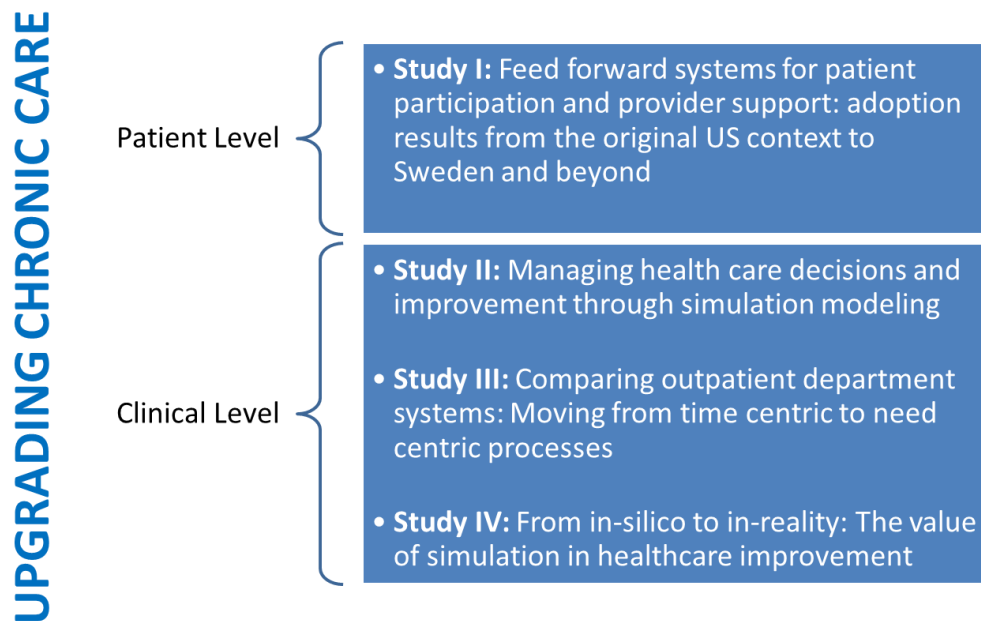 UPGRADING CHRONIC CARE
Patient Level
• Study I: Feed forward systems for patient
participation and provider support: adoption
results from the original US context to
Sweden and beyond
Clinical Level
• Study II: Managing health care decisions and
improvement through simulation modeling
• Study III: Comparing outpatient department
systems: Moving from time centric to need
centric processes
• Study IV: From in-silico to in-reality: The value
of simulation in healthcare improvement